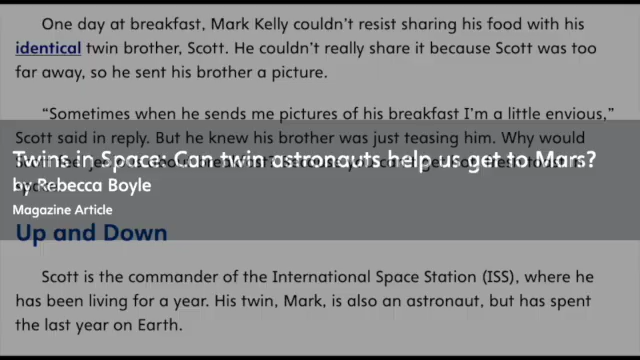 One day at breakfast, Mark Kelly couldn't resist sharing his food with his
identical twin brother, Scott. He couldn't really share it because Scott was too
far away, so he sent his brother a picture.
“Sometimes when he sends me pictures of his breakfast I'm a little envious,”
Scott said in reply. But he knew his brother was just teasing him. Why would
Twins in Space: Can twin astronauts help us get to Mars?
by Rebecca Boyle
Magazine Article
Up and Down
Scott is the commander of the International Space Station (ISS), where he
has been living for a year. His twin, Mark, is also an astronaut, but has spent
the last year on Earth.